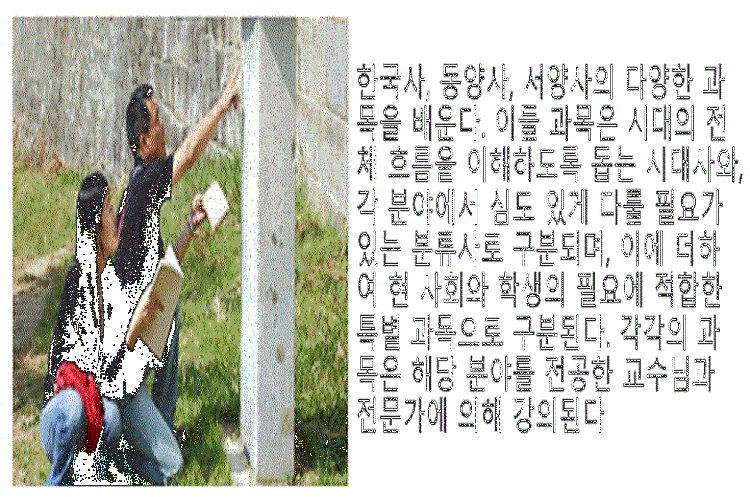 한국사, 동양사, 서양사의 다양한 과
목을 배운다. 이들 과목은 시대의 전
체 흐름을 이해하도록 돕는 시대사와,
각 분야에서 심도 있게 다룰 필요가
있는 분류사로 구분되며, 이에 더하
여 현 사회와 학생의 필요에 적합한
특별 과목으로 구분된다. 각각의 과
목은 해당 분야를 전공한 교수님과
전문가에 의해 강의된다